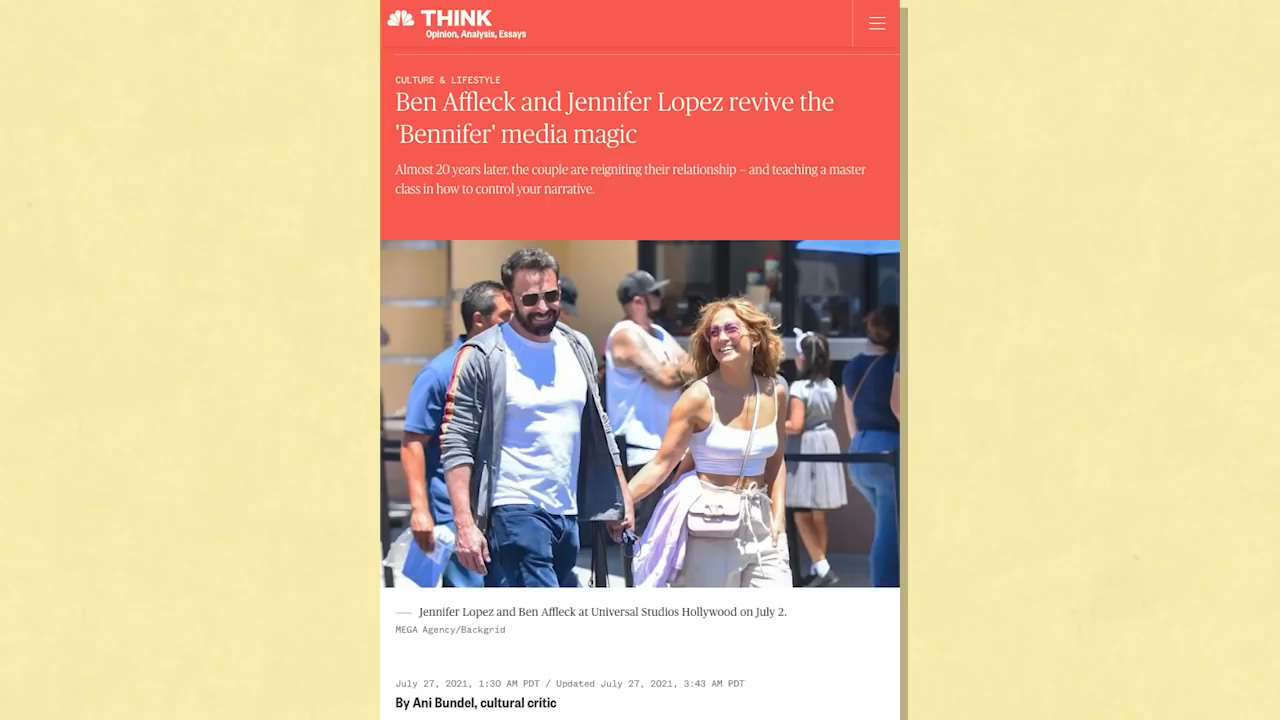 THINK
Opinion, Analysis, Essays
CULTURE & LIFESTYLE
Ben Affleck and Jennifer Lopez revive the
'Bennifer' media magic
Almost 20 years later, the couple are reigniting their relationship — and teaching a master
class in how to control your narrative.
Jennifer Lopez and Ben Affleck at Universal Studios Hollywood on July 2.
MEGA Agency/Backgrid
July 27, 2021, 1:30 AM PDT / Updated July 27, 2021, 3:43 AM PDT
By Ani Bundel, cultural critic